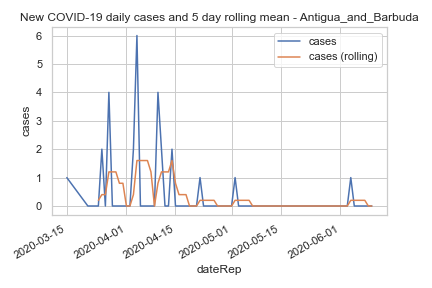 New COVID-19 daily cases and 5 day rolling mean - Antigua_and_Barbuda
cases
cases (rolling)
6
5
4
3
2
1
0
cases
2020-03-15
2020-04-01
2020-04-15
2020-05-01
2020-05-15
2020-06-01
dateRep